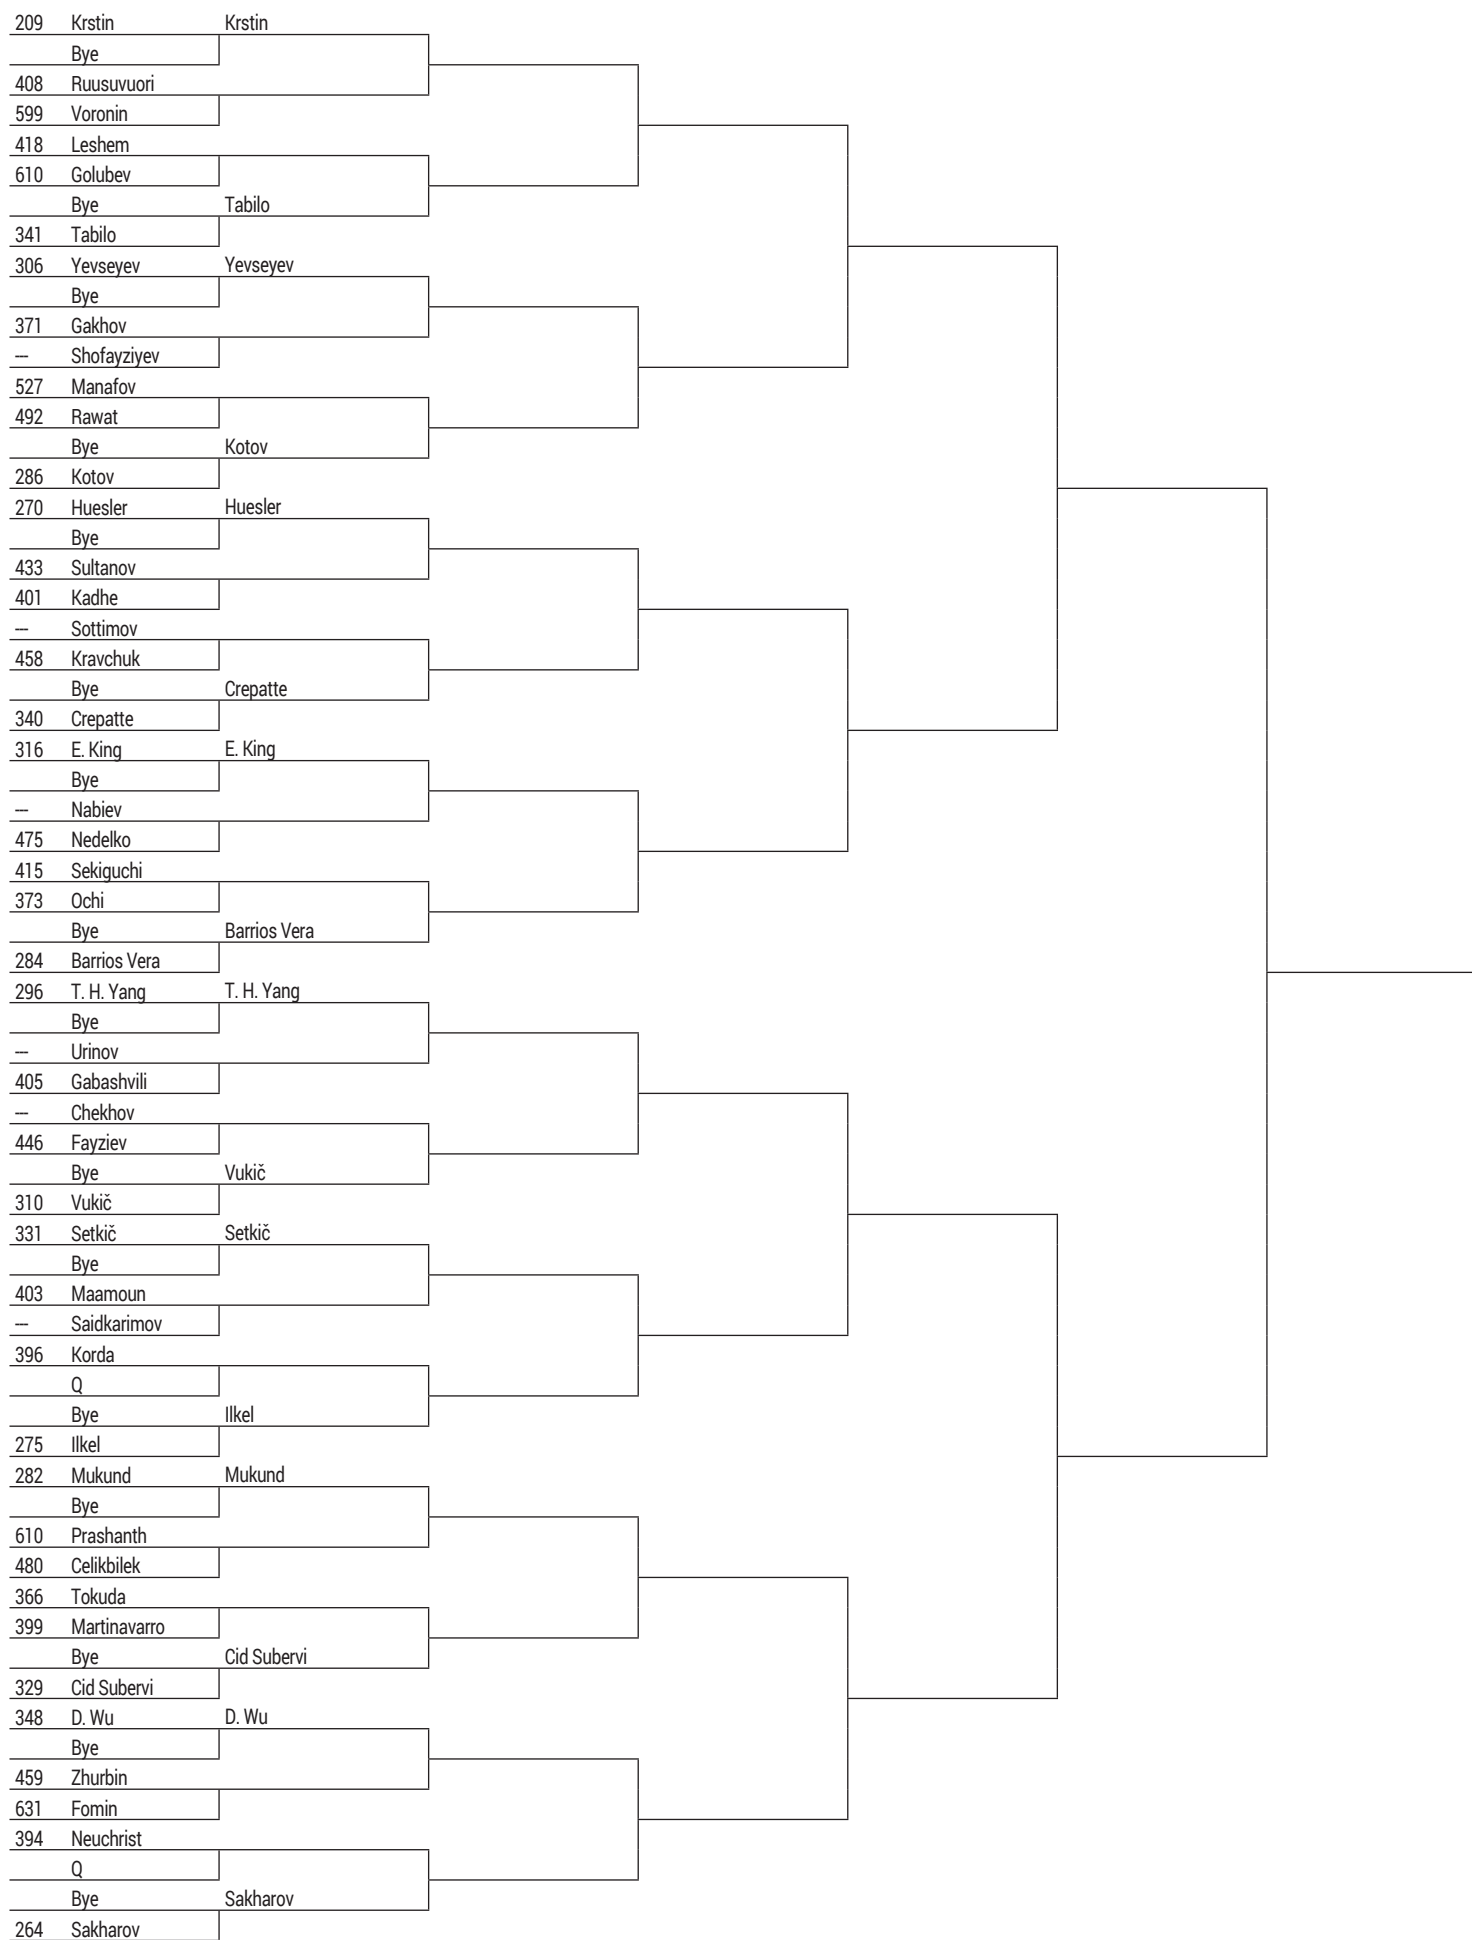 209 Krstin Krstin
Bye
408 Ruusuvuori
599 Voronin
418 Leshem
610 Golubev
Bye Tabilo
341 Tabilo
306 Yevseyev Yevseyev
Bye
371 Gakhov
--- Shofayziyev
527 Manafov
492 Rawat
Bye Kotov
286 Kotov
270 Huesler Huesler
Bye
433 Sultanov
401 Kadhe
--- Sottimov
458 Kravchuk
Bye Crepatte
340 Crepatte
316 E. King E. King
Bye
--- Nabiev
475 Nedelko
415 Sekiguchi
373 Ochi
Bye Barrios Vera
284 Barrios Vera
296 T. H. Yang T. H. Yang
Bye
--- Urinov
405 Gabashvili
--- Chekhov
446 Fayziev
Bye Vukič
310 Vukič
331 Setkič Setkič
Bye
403 Maamoun
--- Saidkarimov
396 Korda
Q
Bye Ilkel
275 Ilkel
282 Mukund Mukund
Bye
610 Prashanth
480 Celikbilek
366 Tokuda
399 Martinavarro
Bye Cid Subervi
329 Cid Subervi
348 D. Wu D. Wu
Bye
459 Zhurbin
631 Fomin
394 Neuchrist
Q
Bye Sakharov
264 Sakharov